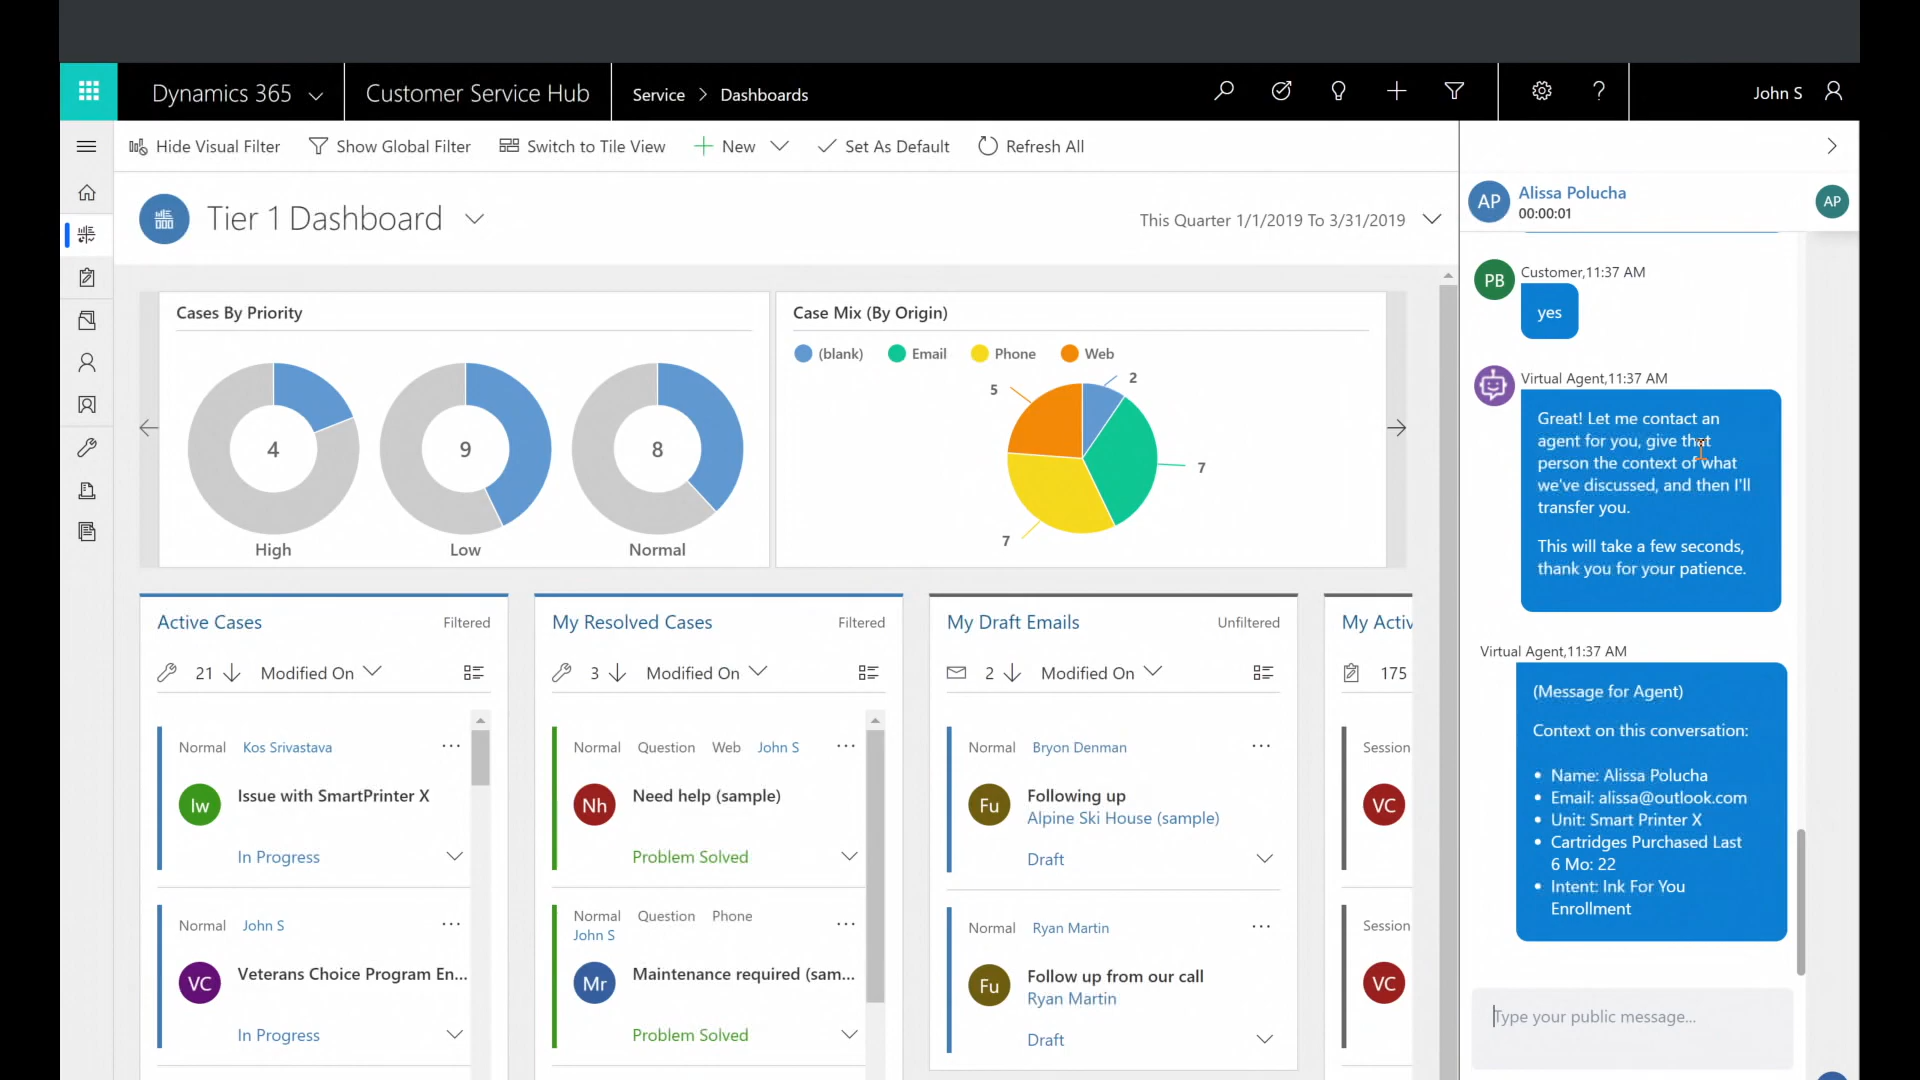 Dynamics 365
Customer Service Hub
Service > Dashboards
John S
Hide Visual Filter
Show Global Filter
Switch to Tile View
New
Set As Default
Refresh All
Tier 1 Dashboard
This Quarter 1/1/2019 To 3/31/2019
Cases By Priority
4
9
8
High
Low
Normal
Case Mix (By Origin)
(blank)
Email
Phone
Web
2
5
7
7
Active Cases
Filtered
21
Modified On
Normal
Kos Srivastava
...
Iw
Issue with SmartPrinter X
In Progress
Normal
John S
...
VC
Veterans Choice Program En...
In Progress
My Resolved Cases
Filtered
3
Modified On
Normal Question Web John S
...
Nh
Need help (sample)
Problem Solved
Normal Question Phone
John S
...
Mr
Maintenance required (sam...
Problem Solved
My Draft Emails
Unfiltered
2
Modified On
Normal
Bryon Denman
...
Fu
Following up
Alpine Ski House (sample)
Draft
Normal
Ryan Martin
...
Fu
Follow up from our call
Ryan Martin
Draft
My Activ
175
Session
VC
Session
VC
AP
Alissa Polucha
00:00:01
AP
Customer,11:37 AM
PB
yes
Virtual Agent,11:37 AM
Great! Let me contact an
agent for you, give that
person the context of what
we've discussed, and then I'll
transfer you.
This will take a few seconds,
thank you for your patience.
Virtual Agent,11:37 AM
(Message for Agent)
Context on this conversation:
• Name: Alissa Polucha
• Email: alissa@outlook.com
• Unit: Smart Printer X
• Cartridges Purchased Last
6 Mo: 22
• Intent: Ink For You
Enrollment
Type your public message...